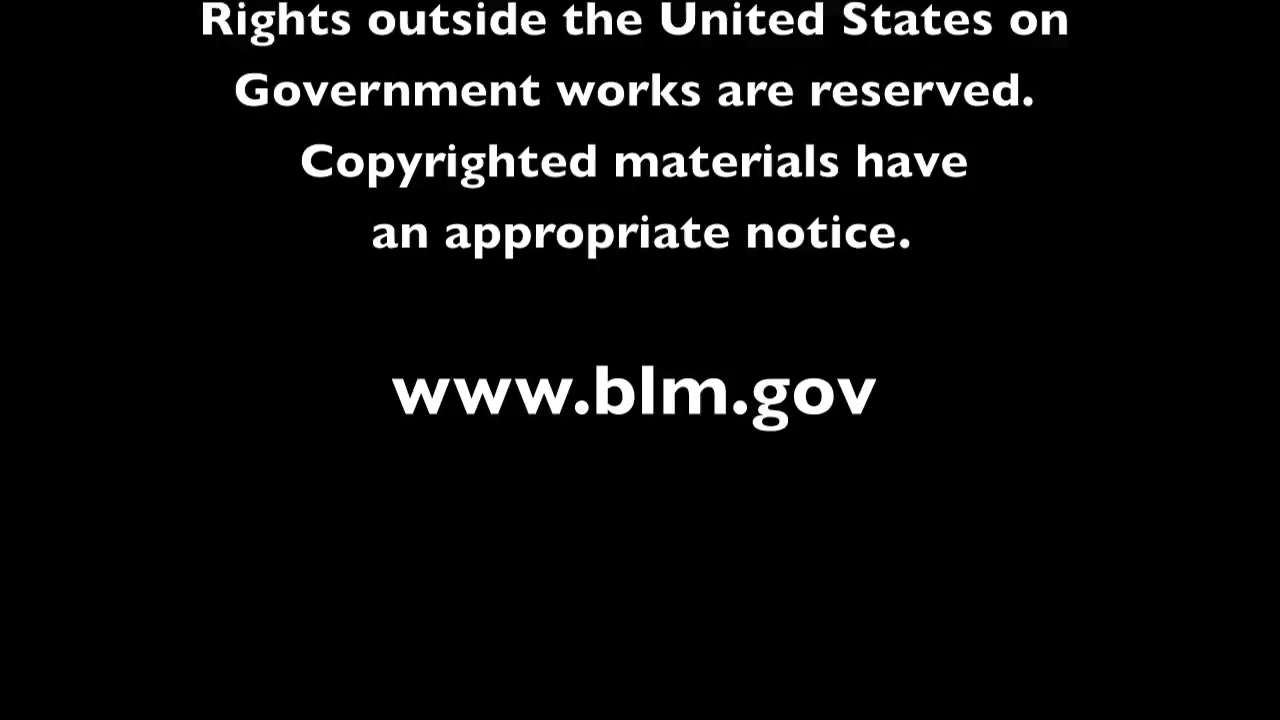 Rights outside the United States on
Government works are reserved.
Copyrighted materials have
an appropriate notice.
www.blm.gov